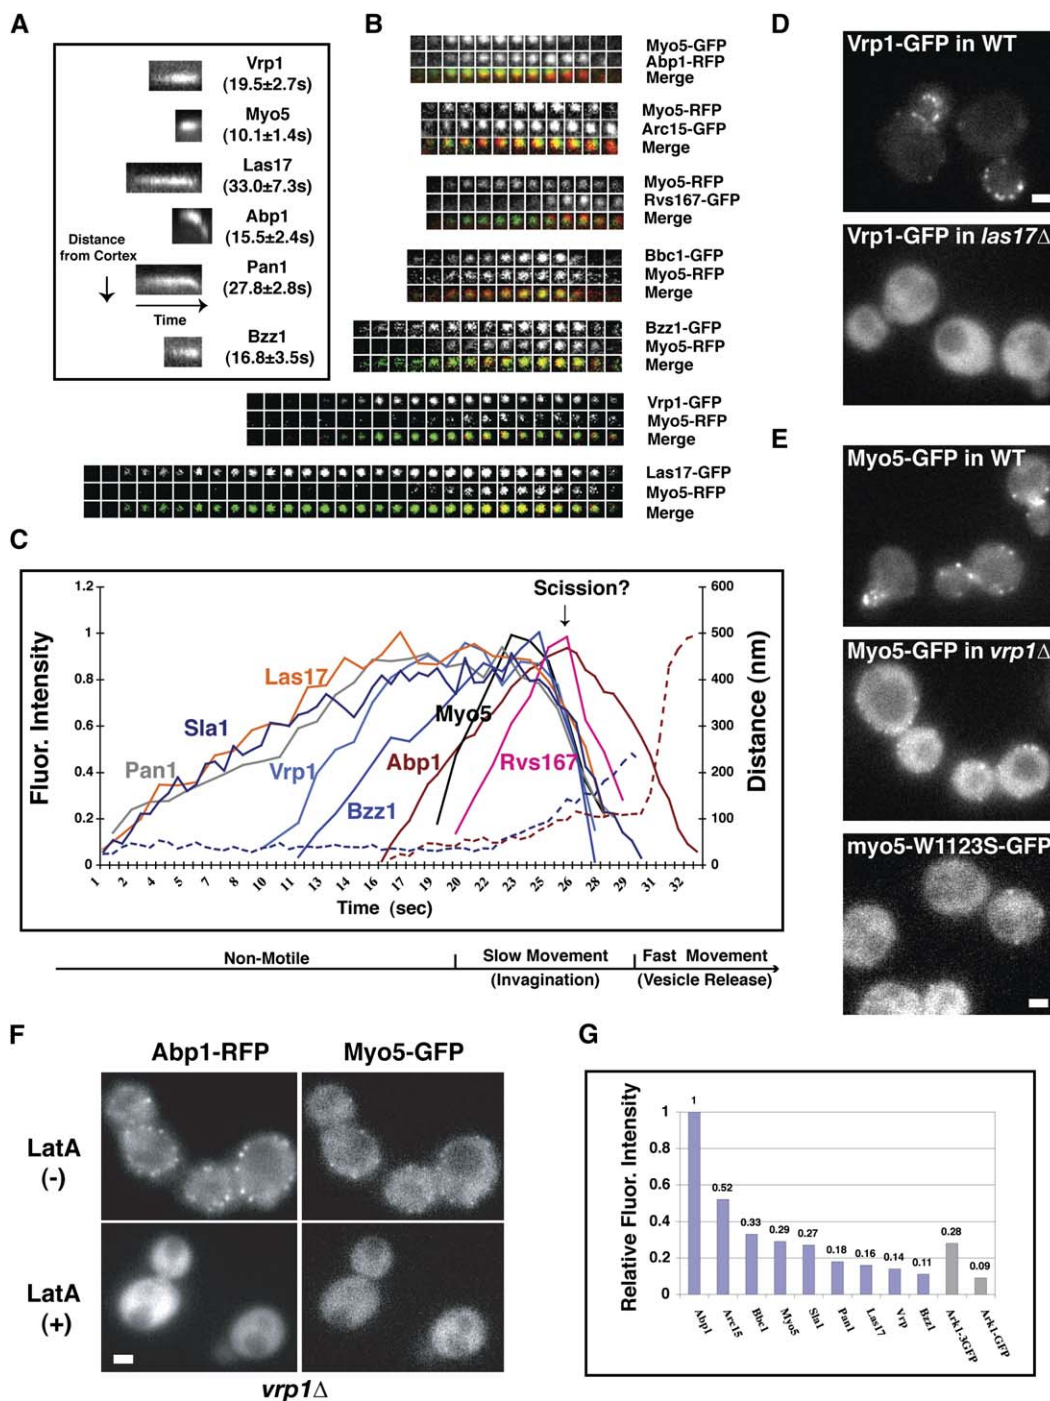 A
Vrp1
(19.5±2.7s)
Myo5
(10.1±1.4s)
Las17
(33.0±7.3s)
Abp1
(15.5±2.4s)
Distance
from Cortex
Pan1
(27.8±2.8s)
Time
Bzz1
(16.8±3.5s)
B
Myo5-GFP
Abp1-RFP
Merge
Myo5-RFP
Arc15-GFP
Merge
Myo5-RFP
Rvs167-GFP
Merge
Bbc1-GFP
Myo5-RFP
Merge
Bzz1-GFP
Myo5-RFP
Merge
Vrp1-GFP
Myo5-RFP
Merge
Las17-GFP
Myo5-RFP
Merge
C
Fluor. Intensity
1.2
1
0.8
0.6
0.4
0.2
0
Scission?
Las17
Sla1
Pan1
Vrp1
Bzz1
Myo5
Abp1
Rvs167
600
500
400
300
200
100
0
Distance (nm)
1 2 4 5 6 7 8 10 11 13 14 16 17 19 20 22 23 25 26 28 29 31 32
Time (sec)
Non-Motile
Slow Movement
(Invagination)
Fast Movement
(Vesicle Release)
D
Vrp1-GFP in WT
Vrp1-GFP in las17Δ
E
Myo5-GFP in WT
Myo5-GFP in vrp1Δ
myo5-W1123S-GFP
F
Abp1-RFP
Myo5-GFP
LatA
(-)
LatA
(+)
vrp1Δ
G
Relative Fluor. Intensity
1
0.8
0.6
0.4
0.2
0
1
0.52
0.33
0.29
0.27
0.18
0.16
0.14
0.11
0.28
0.09
Abp1
Arc15
Bbc1
Myo5
Sla1
Pan1
Las17
Vrp
Bzz1
Ark1-3GFP
Ark1-GFP